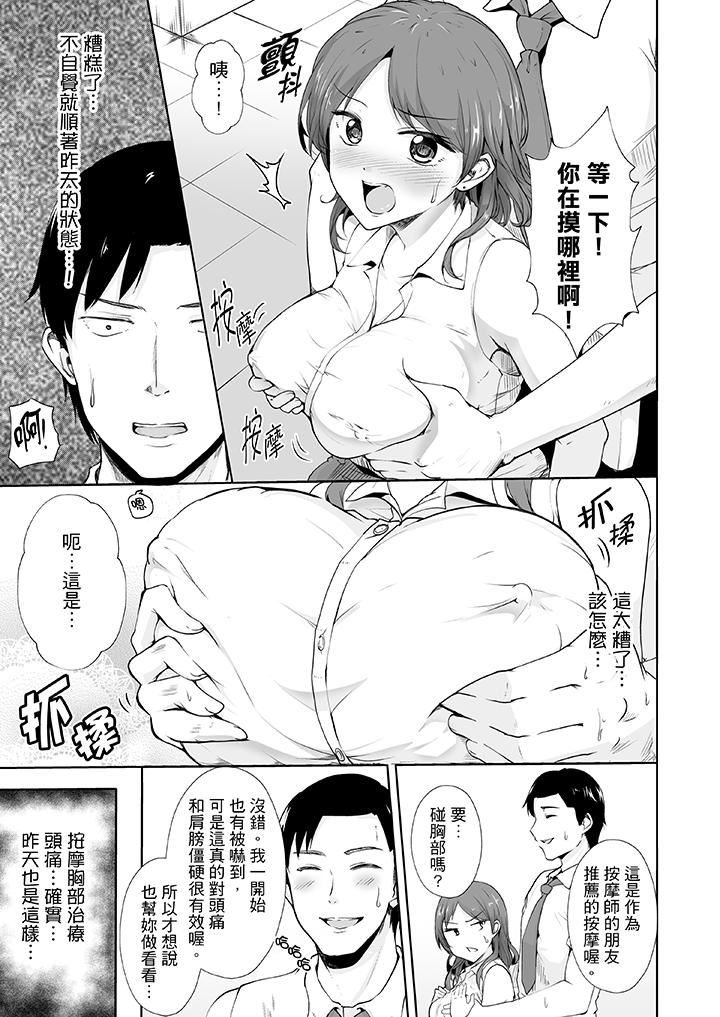 等一下！
你在摸哪裡啊！
咦…！
顫抖
按摩
按摩
糟糕了…
不自覺就順著昨天的狀態…！
啊！
抓揉
這太糟了…
該怎麼…
嗯
呃…這是…
抓揉
這是作為
按摩師的朋友
推薦的按摩喔。
要…
碰胸部嗎？
沒錯。我一開始
也有被嚇到，
可是這真的對頭痛
和肩膀僵硬很有效喔。
所以才想說
也幫妳做看看…
按摩胸部治療
頭痛…確實…
昨天也是這樣…